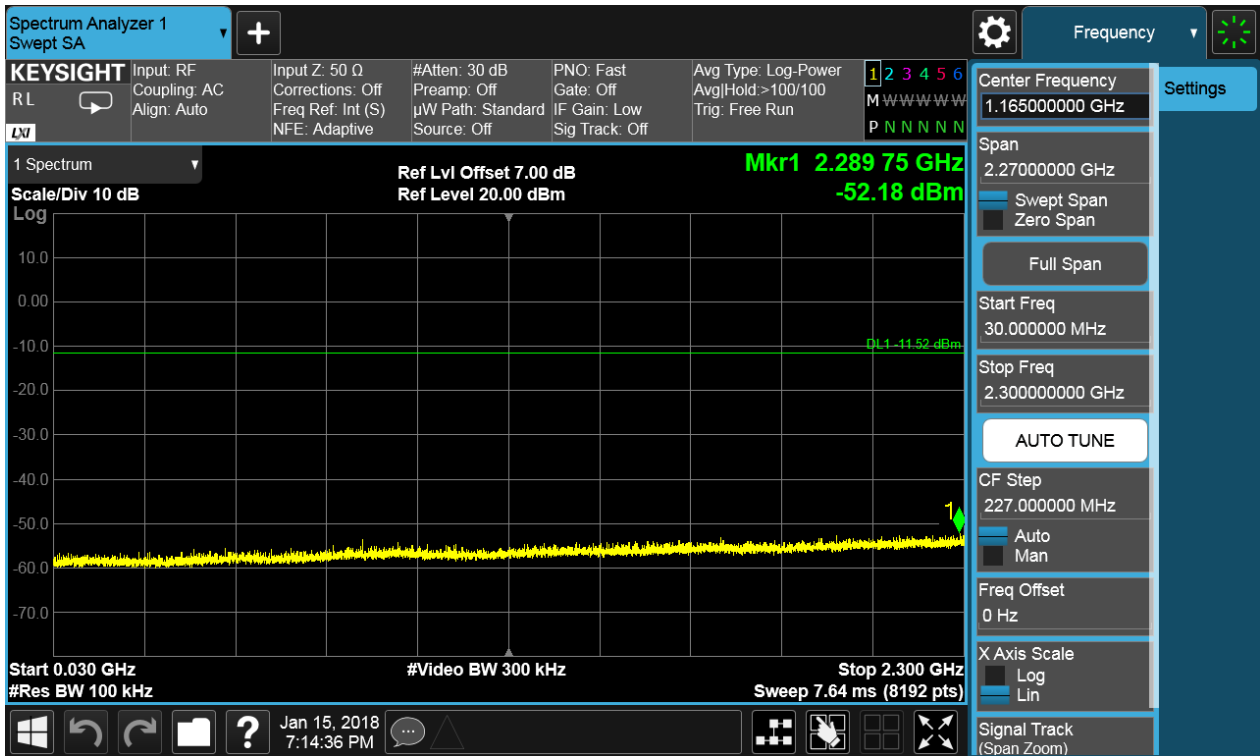 Spectrum Analyzer 1
Swept SA
+
Frequency
KEYSIGHT
R L
LXI
Input: RF
Coupling: AC
Align: Auto
Input Z: 50 Ω
Corrections: Off
Freq Ref: Int (S)
NFE: Adaptive
#Atten: 30 dB
Preamp: Off
µW Path: Standard
Source: Off
PNO: Fast
Gate: Off
IF Gain: Low
Sig Track: Off
Avg Type: Log-Power
Avg|Hold:>100/100
Trig: Free Run
1 2 3 4 5 6
M W W W W W
P N N N N N
1 Spectrum
Scale/Div 10 dB
Log
Ref Lvl Offset 7.00 dB
Ref Level 20.00 dBm
Mkr1 2.289 75 GHz
-52.18 dBm
10.0
0.00
-10.0
-20.0
-30.0
-40.0
-50.0
-60.0
-70.0
DL1 -11.52 dBm
1
Start 0.030 GHz
#Res BW 100 kHz
#Video BW 300 kHz
Stop 2.300 GHz
Sweep 7.64 ms (8192 pts)
Center Frequency
1.165000000 GHz
Span
2.27000000 GHz
Swept Span
Zero Span
Full Span
Start Freq
30.000000 MHz
Stop Freq
2.300000000 GHz
AUTO TUNE
CF Step
227.000000 MHz
Auto
Man
Freq Offset
0 Hz
X Axis Scale
Log
Lin
Signal Track
(Span Zoom)
Settings
?
Jan 15, 2018
7:14:36 PM